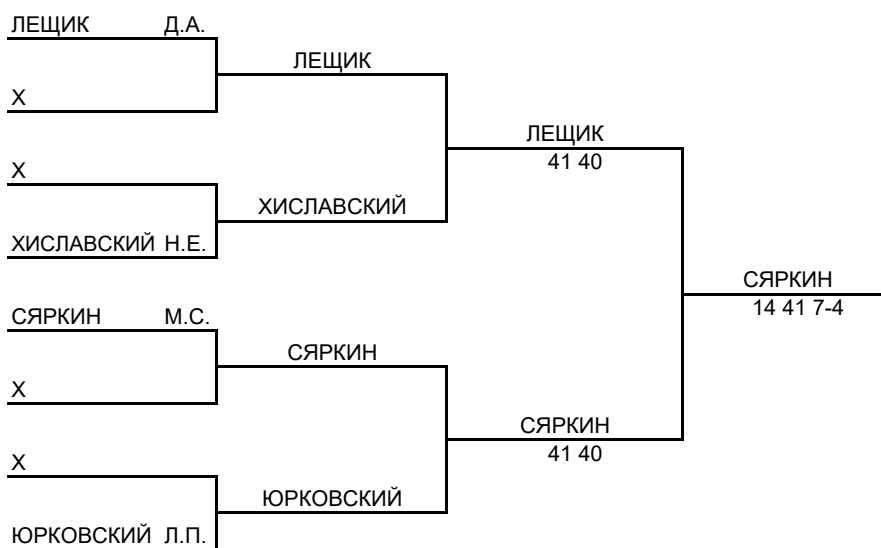 ЛЕЩИК Д.А.
ЛЕЩИК
X
ЛЕЩИК
41 40
X
ХИСЛАВСКИЙ
ХИСЛАВСКИЙ Н.Е.
СЯРКИН
14 41 7-4
СЯРКИН М.С.
СЯРКИН
X
СЯРКИН
41 40
X
ЮРКОВСКИЙ
ЮРКОВСКИЙ Л.П.